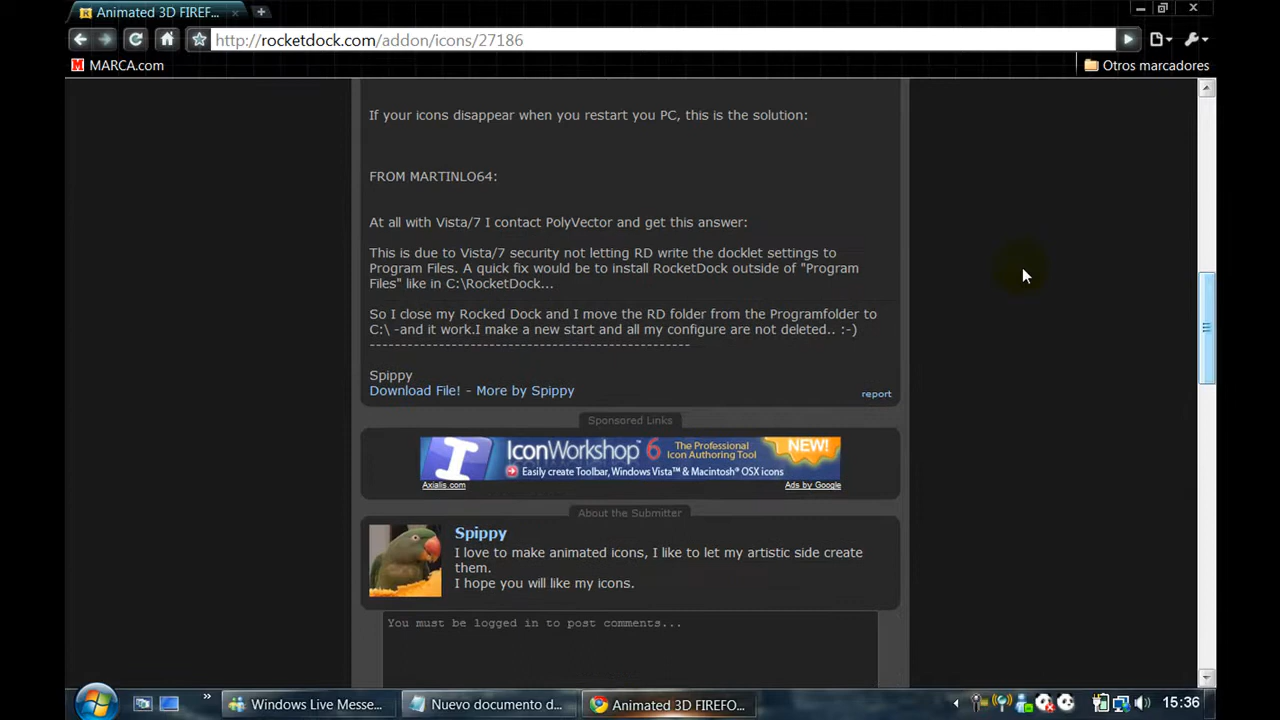 Animated 3D FIREF...
http://rocketdock.com/addon/icons/27186
MARCA.com
Otros marcadores
If your icons disappear when you restart you PC, this is the solution:
FROM MARTINLO64:
At all with Vista/7 I contact PolyVector and get this answer:
This is due to Vista/7 security not letting RD write the docklet settings to
Program Files. A quick fix would be to install RocketDock outside of "Program
Files" like in C:\RocketDock...
So I close my Rocked Dock and I move the RD folder from the Programfolder to
C:\ -and it work.I make a new start and all my configure are not deleted.. :-)
--------------------------------------------------
Spippy
Download File! - More by Spippy
report
Sponsored Links
IconWorkshop™ 6 The Professional Icon Authoring Tool NEW!
Easily create Toolbar, Windows Vista™ & Macintosh® OSX icons
Axialis.com
Ads by Google
About the Submitter
Spippy
I love to make animated icons, I like to let my artistic side create
them.
I hope you will like my icons.
You must be logged in to post comments...
Windows Live Messe...
Nuevo documento d...
Animated 3D FIREFO...
15:36